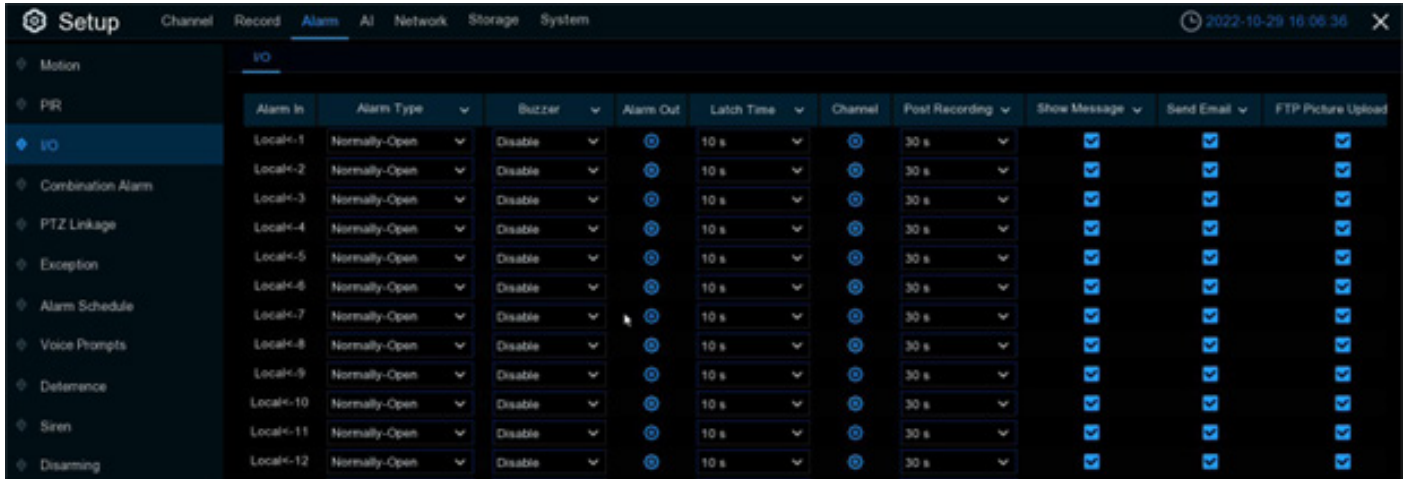 Setup Channel Record Alarm AI Network Storage System 2022-10-29 16:06:36
Motion
PIR
I/O
Combination Alarm
PTZ Linkage
Exception
Alarm Schedule
Voice Prompts
Deterrence
Siren
Disarming
I/O
Alarm In Alarm Type Buzzer Alarm Out Latch Time Channel Post Recording Show Message Send Email FTP Picture Upload
Local<-1 Normally-Open Disable 10 s 30 s
Local<-2 Normally-Open Disable 10 s 30 s
Local<-3 Normally-Open Disable 10 s 30 s
Local<-4 Normally-Open Disable 10 s 30 s
Local<-5 Normally-Open Disable 10 s 30 s
Local<-6 Normally-Open Disable 10 s 30 s
Local<-7 Normally-Open Disable 10 s 30 s
Local<-8 Normally-Open Disable 10 s 30 s
Local<-9 Normally-Open Disable 10 s 30 s
Local<-10 Normally-Open Disable 10 s 30 s
Local<-11 Normally-Open Disable 10 s 30 s
Local<-12 Normally-Open Disable 10 s 30 s